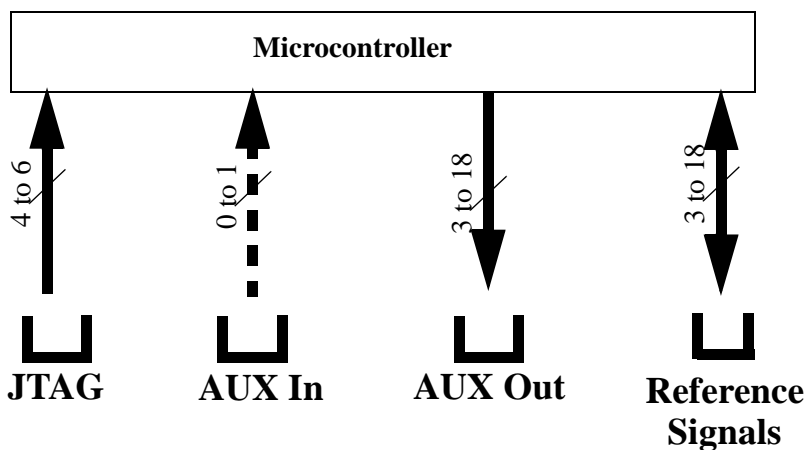 Microcontroller
4 to 6
0 to 1
3 to 18
3 to 18
JTAG
AUX In
AUX Out
Reference
Signals